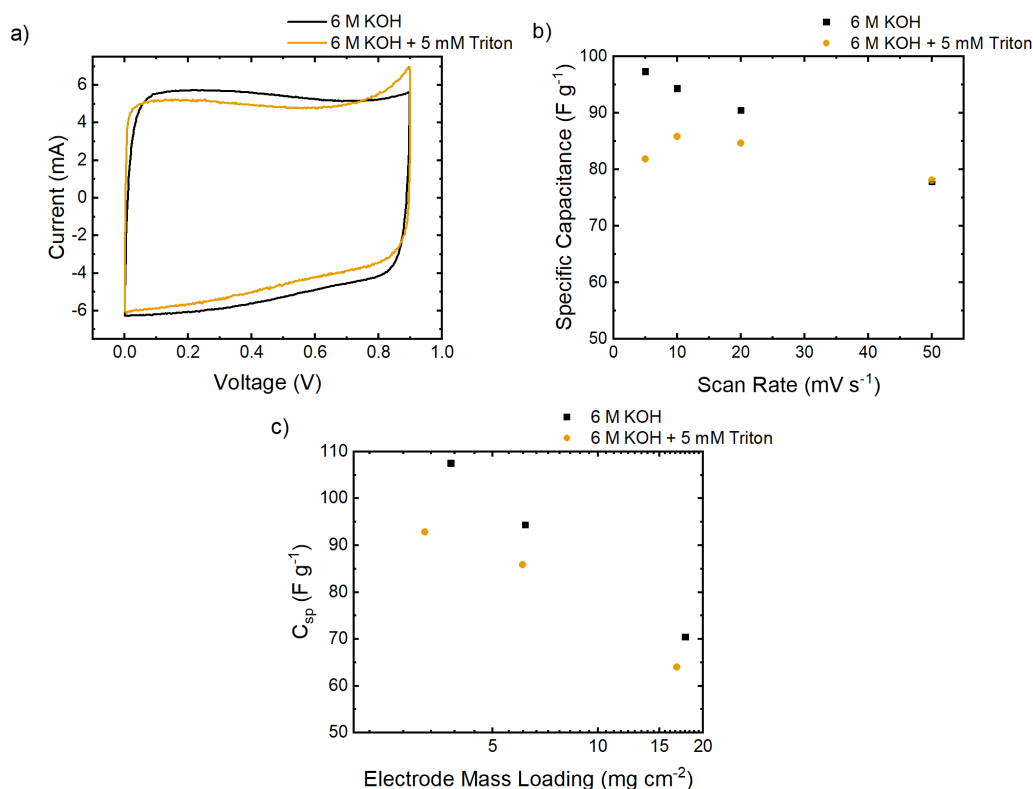 a)
6 M KOH
6 M KOH + 5 mM Triton
6
4
2
0
-2
-4
-6
Current (mA)
0.0 0.2 0.4 0.6 0.8 1.0
Voltage (V)
b)
6 M KOH
6 M KOH + 5 mM Triton
100
90
80
70
60
50
Specific Capacitance (F g⁻¹)
0 10 20 30 40 50
Scan Rate (mV s⁻¹)
c)
6 M KOH
6 M KOH + 5 mM Triton
110
100
90
80
70
60
50
C_sp (F g⁻¹)
5 10 15 20
Electrode Mass Loading (mg cm⁻²)